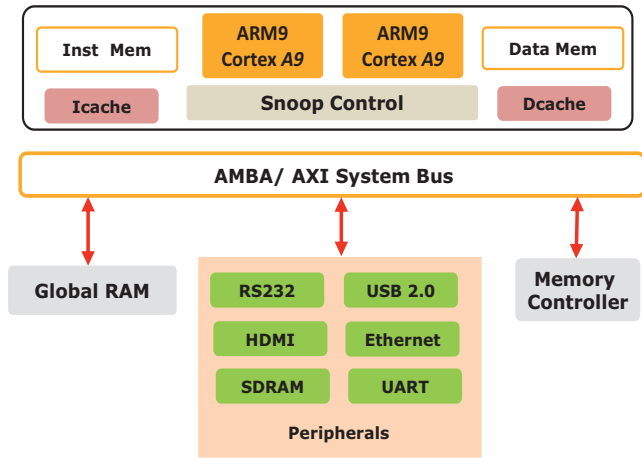 Inst Mem
ARM9
Cortex A9
ARM9
Cortex A9
Data Mem
Icache
Snoop Control
Dcache
AMBA/ AXI System Bus
Global RAM
RS232
USB 2.0
Memory
Controller
HDMI
Ethernet
SDRAM
UART
Peripherals